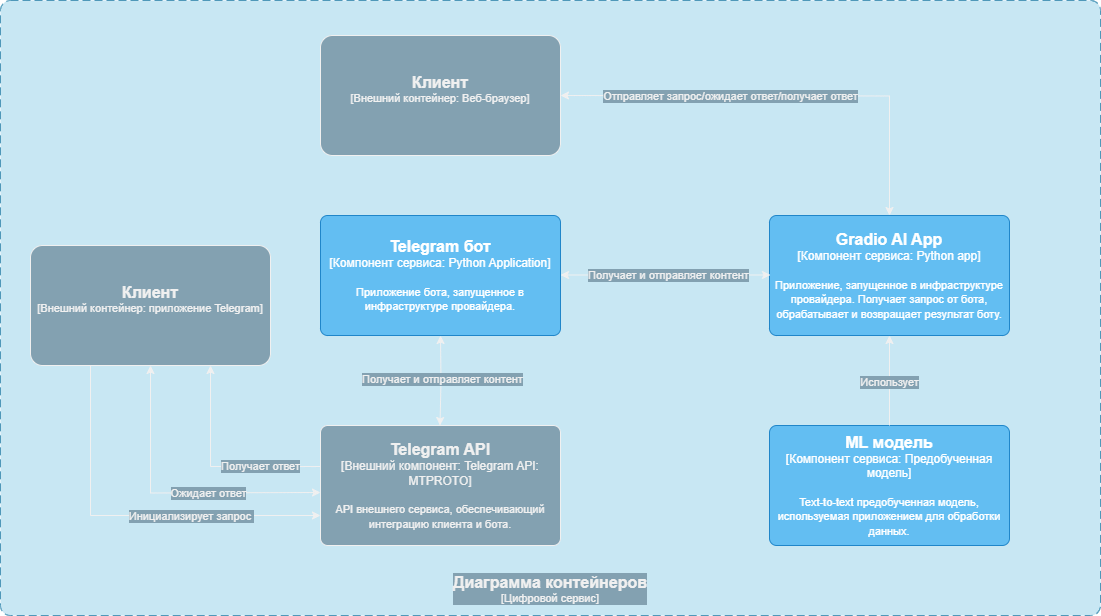 Клиент
[Внешний контейнер: Веб-браузер]
Отправляет запрос/ожидает ответ/получает ответ
Telegram бот
[Компонент сервиса: Python Application]
Приложение бота, запущенное в
инфраструктуре провайдера.
Получает и отправляет контент
Gradio AI App
[Компонент сервиса: Python app]
Приложение, запущенное в инфраструктуре
провайдера. Получает запрос от бота,
обрабатывает и возвращает результат боту.
Клиент
[Внешний контейнер: приложение Telegram]
Получает и отправляет контент
Использует
Telegram API
[Внешний компонент: Telegram API:
MTPROTO]
API внешнего сервиса, обеспечивающий
интеграцию клиента и бота.
ML модель
[Компонент сервиса: Предобученная
модель]
Text-to-text предобученная модель,
используемая приложением для обработки
данных.
Получает ответ
Ожидает ответ
Инициализирует запрос
Диаграмма контейнеров
[Цифровой сервис]